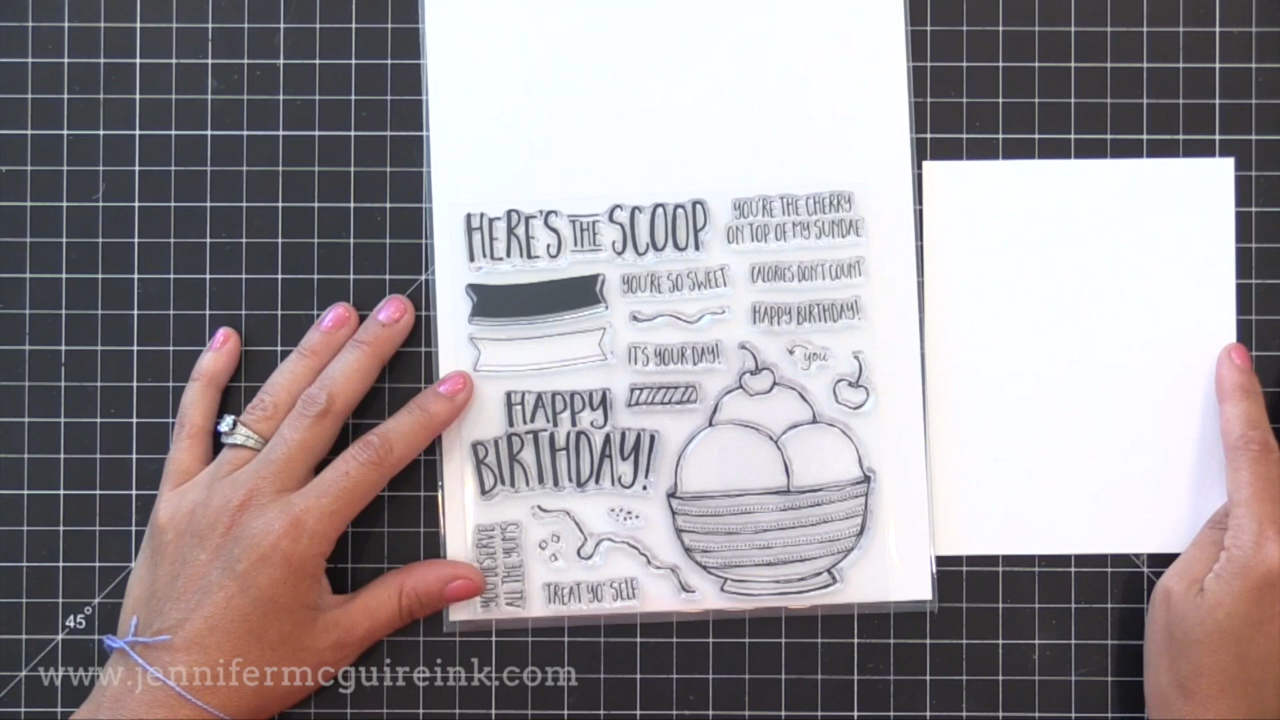 HERE'S THE SCOOP
YOU'RE THE CHERRY
ON TOP OF MY SUNDAE
YOU'RE SO SWEET
CALORIES DON'T COUNT
HAPPY BIRTHDAY!
IT'S YOUR DAY!
you
HAPPY
BIRTHDAY!
YOU DESERVE
ALL THE YUMS
TREAT YO' SELF
45°
www.jennifermcguireink.com